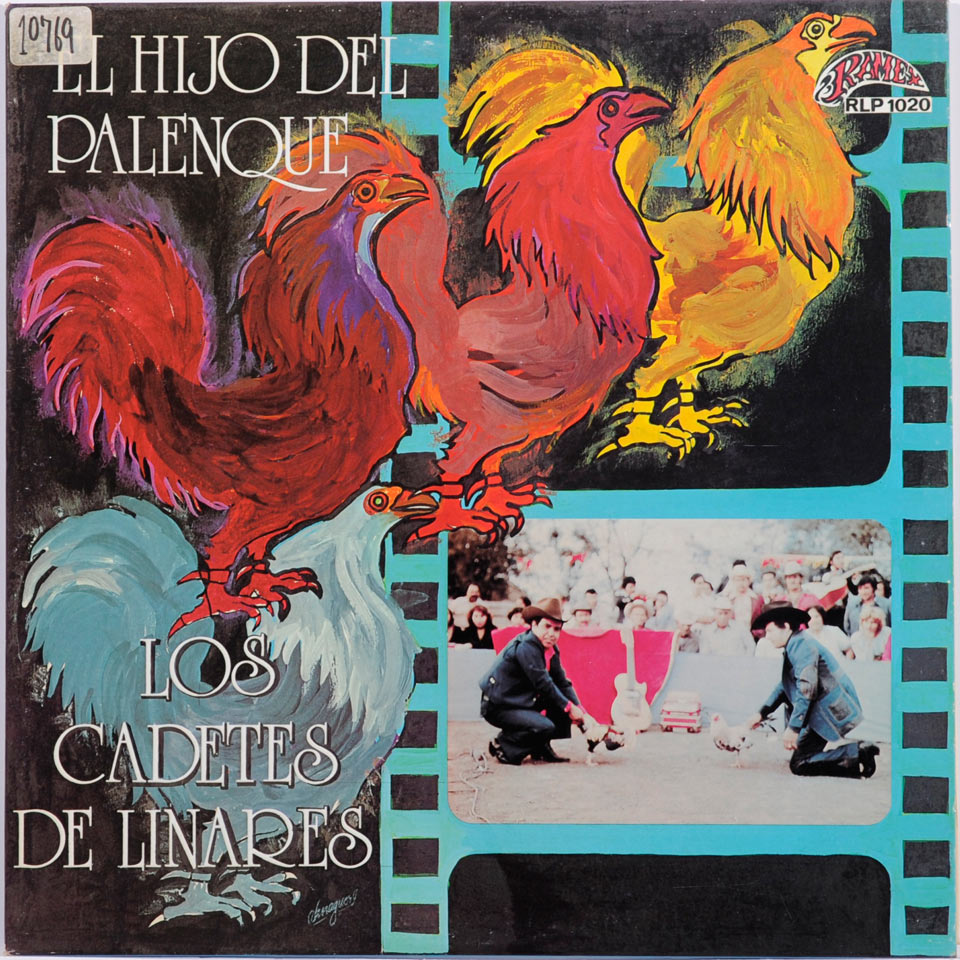 10769
EL HIJO DEL
PALENQUE
RAMEX
RLP 1020
LOS
CADETES
DE LINARES